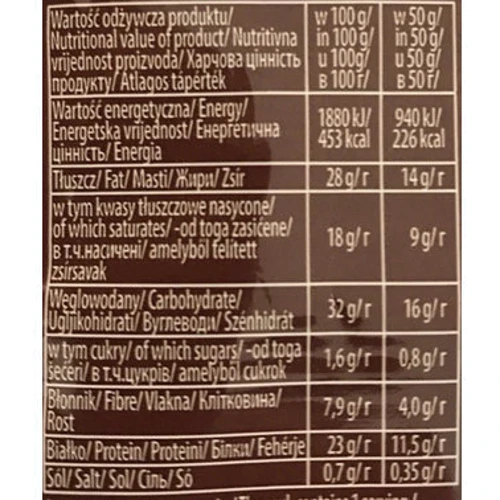 Wartość odżywcza produktu/ w 100 g/ w 50 g/
Nutritional value of product/ Nutritivna in 100 g/ in 50 g/
vrijednost proizvoda/ Харчова цінність u 100g/ u 50 g/
продукту/ Átlagos tápérték в 100 г/ в 50 г/
Wartość energetyczna/ Energy/
Energetska vrijednost/ Енергетична 1880 kJ/ 940 kJ/
цінність/ Energia 453 kcal 226 kcal
Tłuszcz/ Fat/ Masti/ Жири/ Zsír 28 g/г 14 g/г
w tym kwasy tłuszczowe nasycone/
of which saturates/ -od toga zasićene/ 18 g/г 9 g/г
в т.ч.насичені/ amelyből telített
zsírsavak
Węglowodany/ Carbohydrate/ 32 g/г 16 g/г
Ugljikohidrati/ Вуглеводи/ Szénhidrát
w tym cukry/ of which sugars/ -od toga 1,6 g/г 0,8 g/г
šećeri/ в т.ч.цукрів/ amelyből cukrok
Błonnik/ Fibre/ Vlakna/ Клітковина/ 7,9 g/г 4,0 g/г
Rost
Białko/ Protein/ Proteini/ Білки/ Fehérje 23 g/г 11,5 g/г
Sól/ Salt/ Sol/ Сіль/ Só 0,7 g/г 0,35 g/г